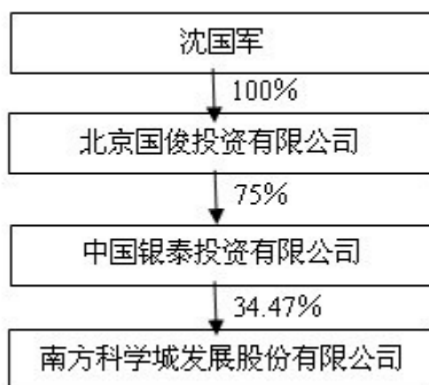 沈国军
100%
北京国俊投资有限公司
75%
中国银泰投资有限公司
34.47%
南方科学城发展股份有限公司